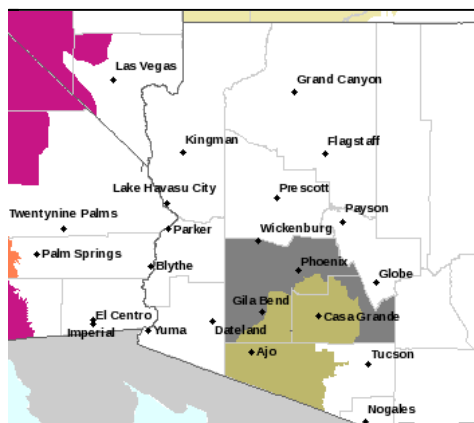 Las Vegas
Grand Canyon
Kingman
Flagstaff
Lake Havasu City
Prescott
Twentynine Palms
Parker
Payson
Wickenburg
Palm Springs
Blythe
Phoenix
Globe
Gila Bend
El Centro
Imperial
Yuma
Dateland
Casa Grande
Ajo
Tucson
Nogales